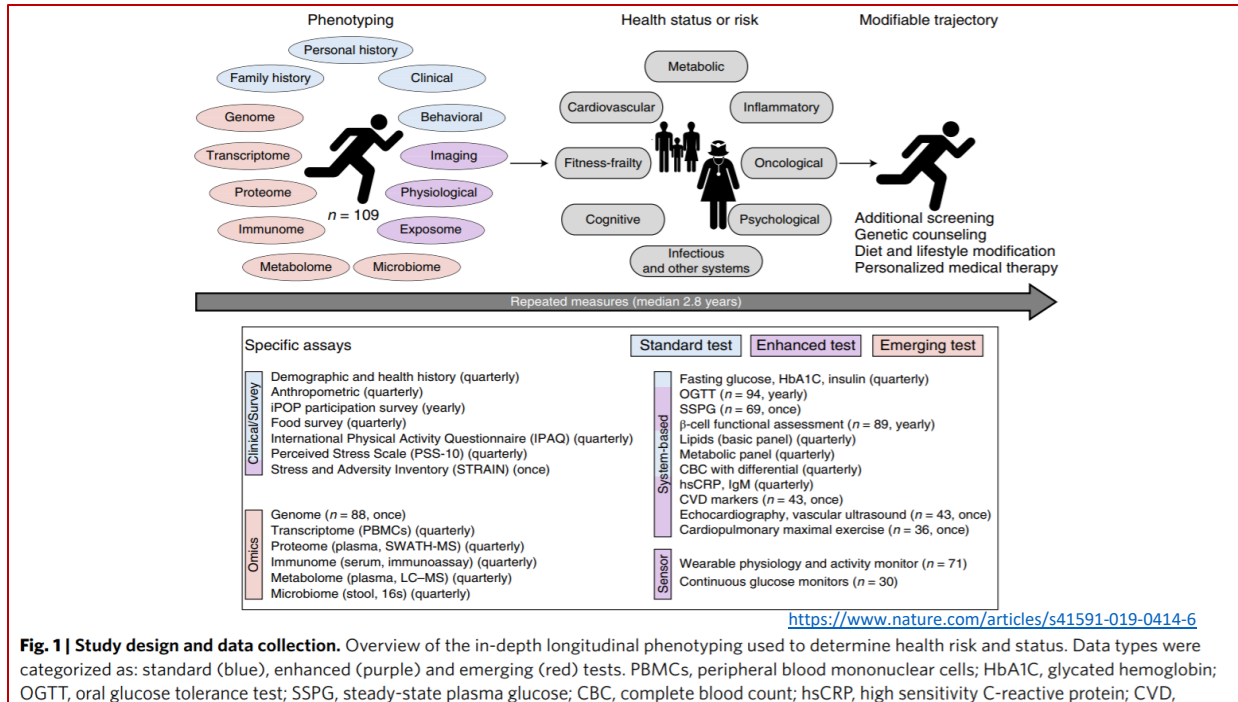 Phenotyping
Health status or risk
Modifiable trajectory
Personal history
Family history
Clinical
Genome
Behavioral
Transcriptome
Imaging
Proteome
Physiological
n = 109
Immunome
Exosome
Metabolome
Microbiome
Metabolic
Cardiovascular
Inflammatory
Fitness-frailty
Oncological
Cognitive
Psychological
Infectious
and other systems
Additional screening
Genetic counseling
Diet and lifestyle modification
Personalized medical therapy
Repeated measures (median 2.8 years)
Specific assays
Standard test
Enhanced test
Emerging test
Clinical/Survey
Demographic and health history (quarterly)
Anthropometric (quarterly)
iPOP participation survey (yearly)
Food survey (quarterly)
International Physical Activity Questionnaire (IPAQ) (quarterly)
Perceived Stress Scale (PSS-10) (quarterly)
Stress and Adversity Inventory (STRAIN) (once)
Omics
Genome (n = 88, once)
Transcriptome (PBMCs) (quarterly)
Proteome (plasma, SWATH-MS) (quarterly)
Immunome (serum, immunoassay) (quarterly)
Metabolome (plasma, LC–MS) (quarterly)
Microbiome (stool, 16s) (quarterly)
System-based
Fasting glucose, HbA1C, insulin (quarterly)
OGTT (n = 94, yearly)
SSPG (n = 69, once)
β-cell functional assessment (n = 89, yearly)
Lipids (basic panel) (quarterly)
Metabolic panel (quarterly)
CBC with differential (quarterly)
hsCRP, IgM (quarterly)
CVD markers (n = 43, once)
Echocardiography, vascular ultrasound (n = 43, once)
Cardiopulmonary maximal exercise (n = 36, once)
Sensor
Wearable physiology and activity monitor (n = 71)
Continuous glucose monitors (n = 30)
https://www.nature.com/articles/s41591-019-0414-6
Fig. 1 | Study design and data collection. Overview of the in-depth longitudinal phenotyping used to determine health risk and status. Data types were
categorized as: standard (blue), enhanced (purple) and emerging (red) tests. PBMCs, peripheral blood mononuclear cells; HbA1C, glycated hemoglobin;
OGTT, oral glucose tolerance test; SSPG, steady-state plasma glucose; CBC, complete blood count; hsCRP, high sensitivity C-reactive protein; CVD,